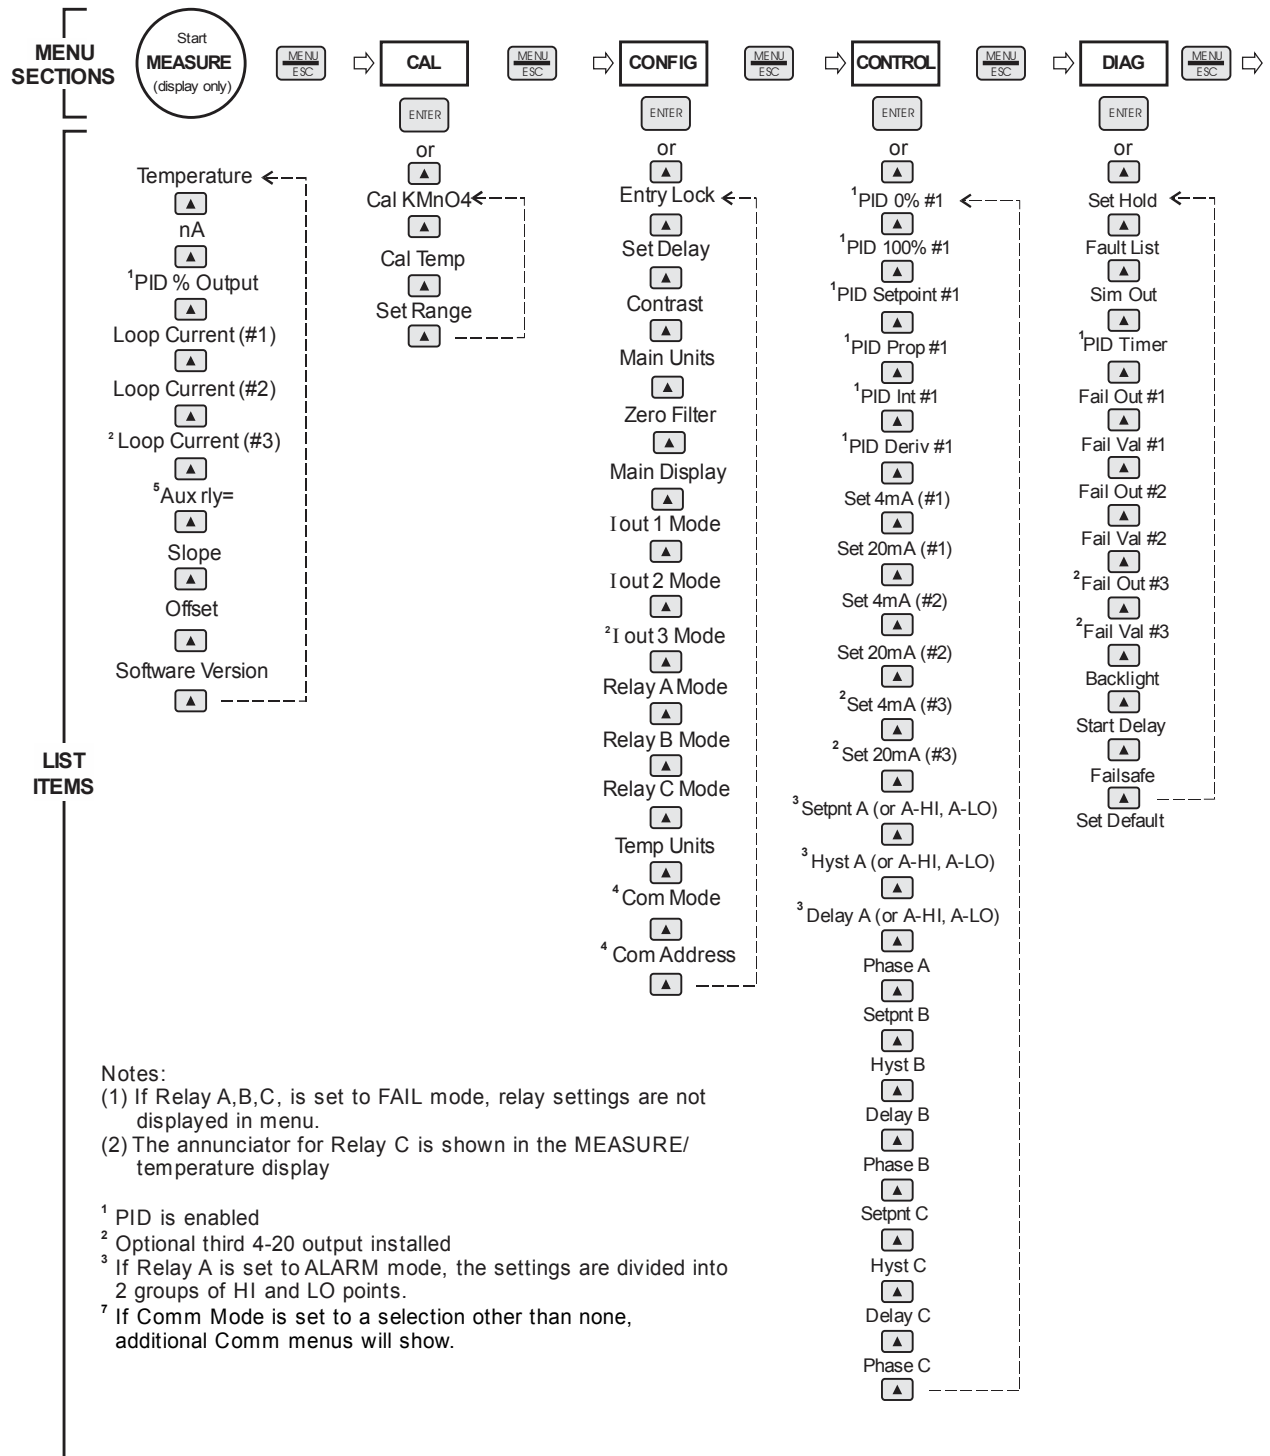 MENU
SECTIONS
Start
MEASURE
(display only)
MENU
ESC
CAL
MENU
ESC
CONFIG
MENU
ESC
CONTROL
MENU
ESC
DIAG
MENU
ESC
LIST
ITEMS
Temperature
nA
¹PID % Output
Loop Current (#1)
Loop Current (#2)
² Loop Current (#3)
⁵Aux rly=
Slope
Offset
Software Version
ENTER
or
Cal KMnO4
Cal Temp
Set Range
ENTER
or
Entry Lock
Set Delay
Contrast
Main Units
Zero Filter
Main Display
I out 1 Mode
I out 2 Mode
² I out 3 Mode
Relay A Mode
Relay B Mode
Relay C Mode
Temp Units
⁴ Com Mode
⁴ Com Address
ENTER
or
¹PID 0% #1
¹PID 100% #1
¹PID Setpoint #1
¹PID Prop #1
¹PID Int #1
¹PID Deriv #1
Set 4mA (#1)
Set 20mA (#1)
Set 4mA (#2)
Set 20mA (#2)
²Set 4mA (#3)
² Set 20mA (#3)
³ Setpnt A (or A-HI, A-LO)
³ Hyst A (or A-HI, A-LO)
³ Delay A (or A-HI, A-LO)
Phase A
Setpnt B
Hyst B
Delay B
Phase B
Setpnt C
Hyst C
Delay C
Phase C
ENTER
or
Set Hold
Fault List
Sim Out
¹PID Timer
Fail Out #1
Fail Val #1
Fail Out #2
Fail Val #2
²Fail Out #3
²Fail Val #3
Backlight
Start Delay
Failsafe
Set Default
Notes:
(1) If Relay A,B,C, is set to FAIL mode, relay settings are not
displayed in menu.
(2) The annunciator for Relay C is shown in the MEASURE/
temperature display
¹ PID is enabled
² Optional third 4-20 output installed
³ If Relay A is set to ALARM mode, the settings are divided into
2 groups of HI and LO points.
⁷ If Comm Mode is set to a selection other than none,
additional Comm menus will show.